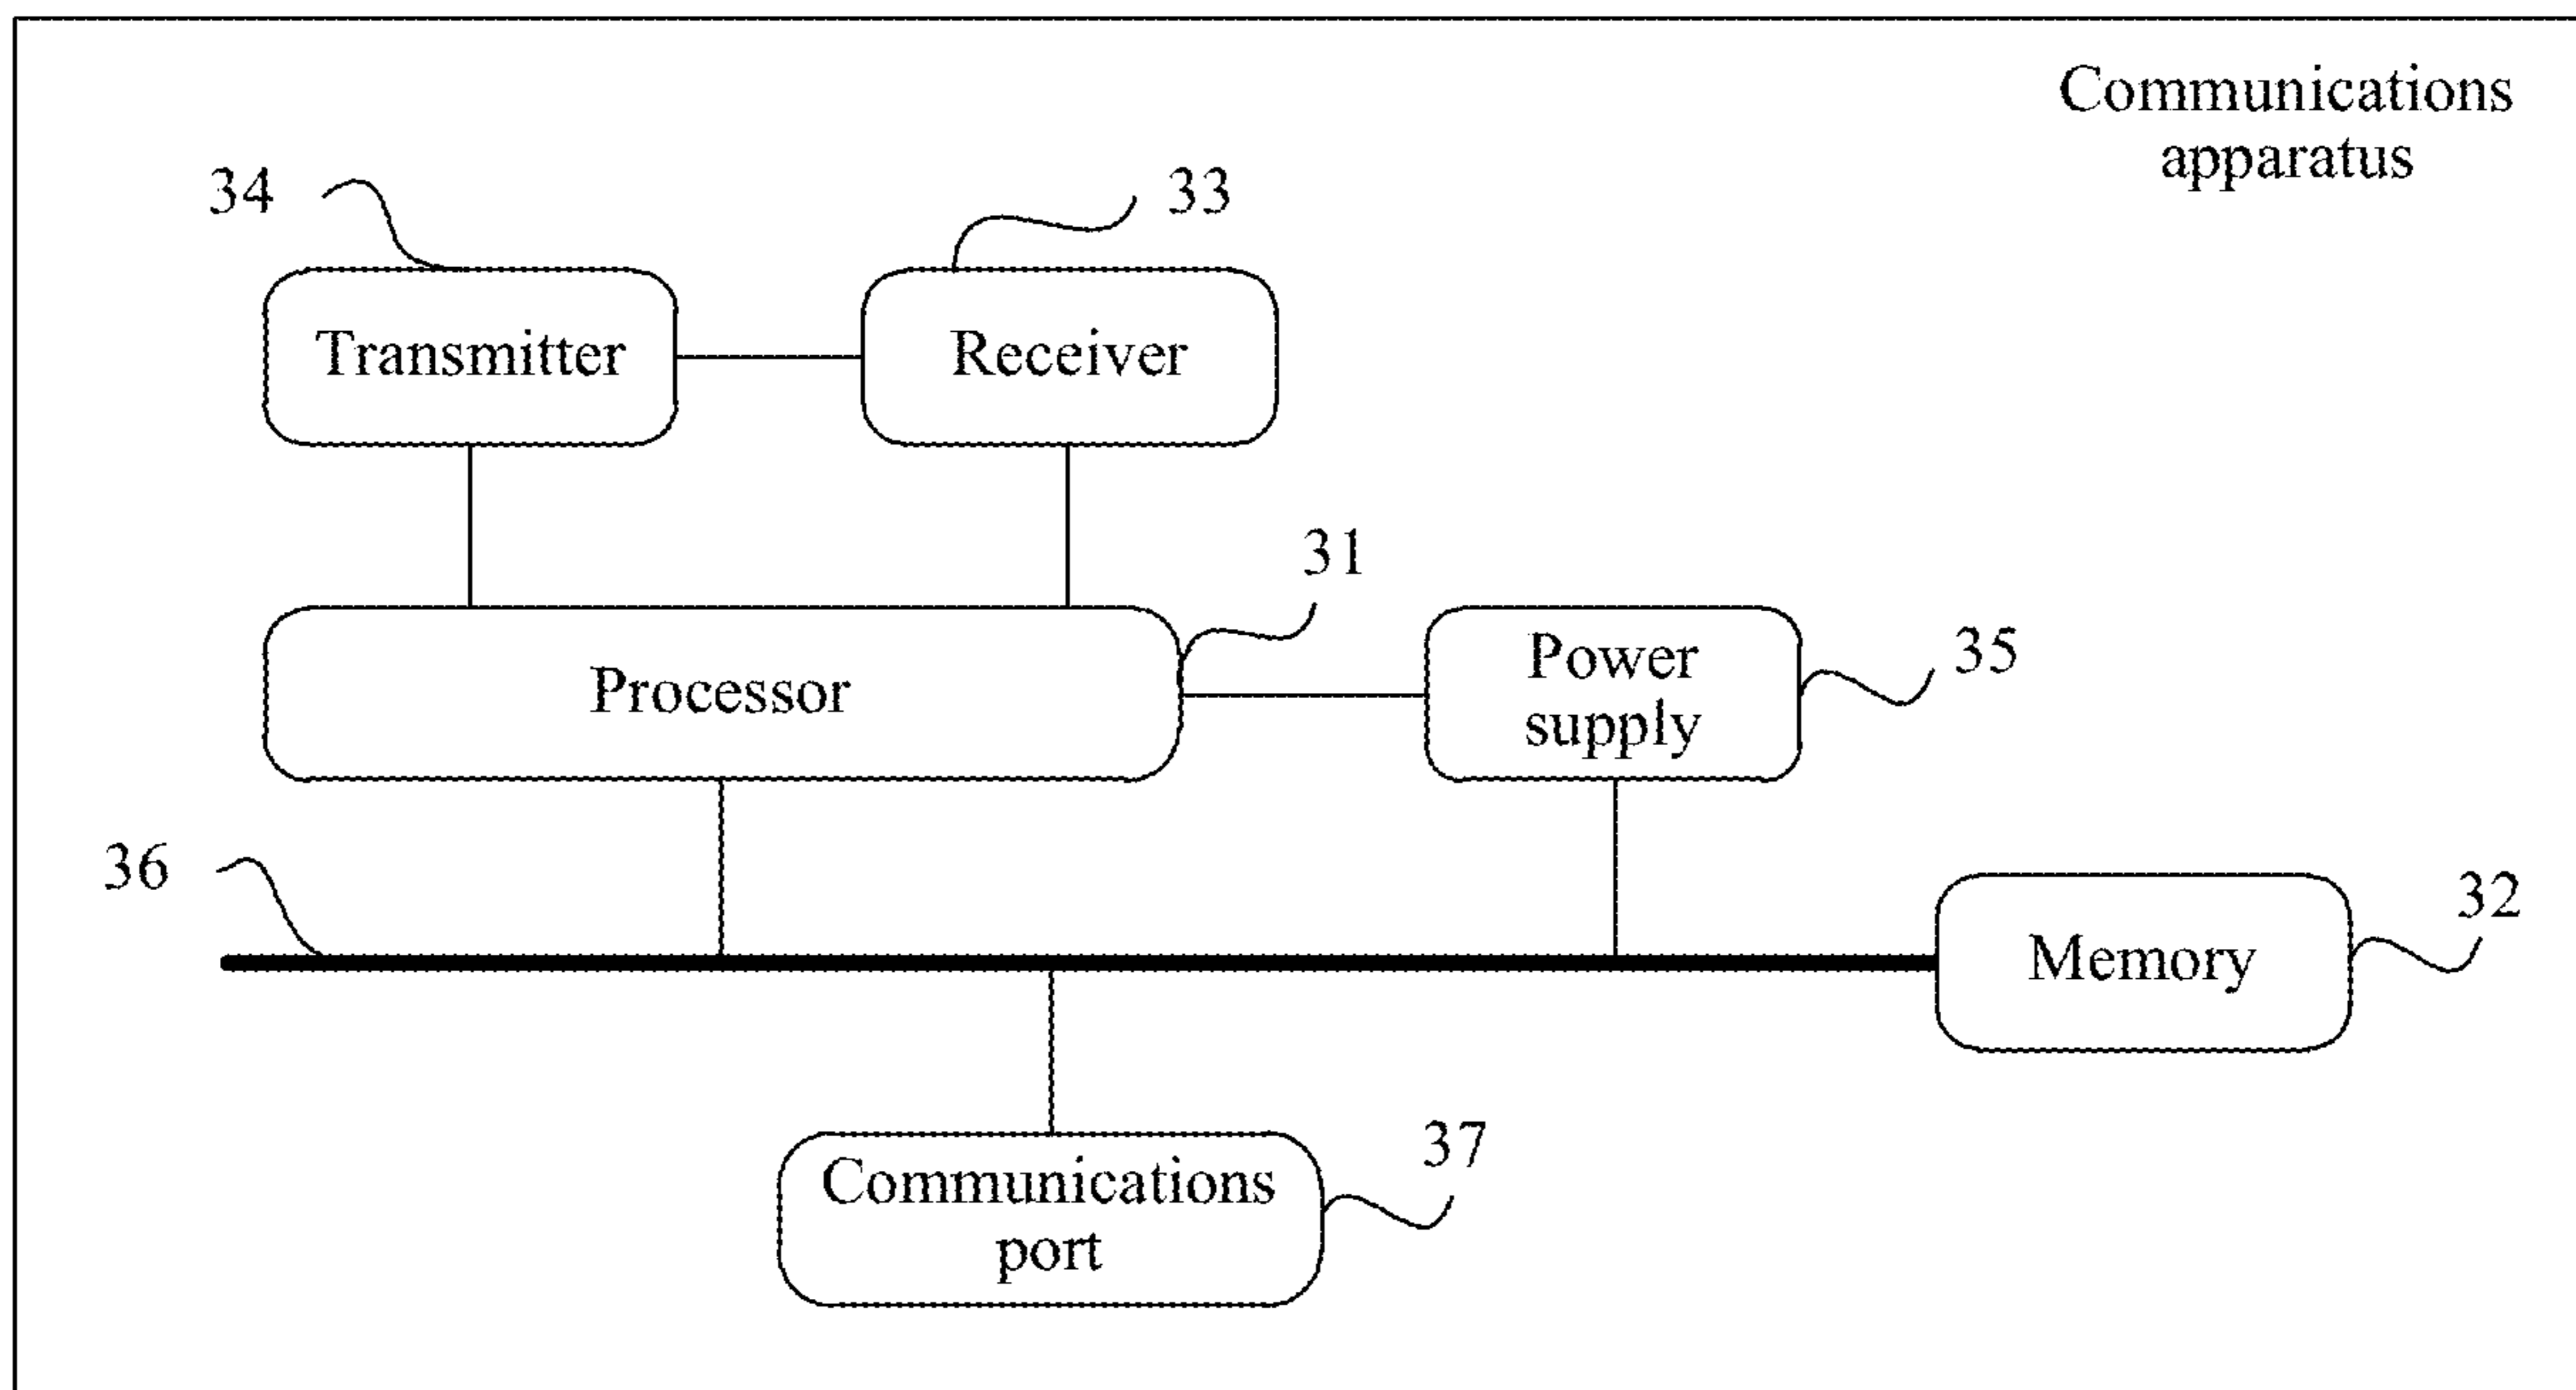 Communications
apparatus
34
33
Transmitter
Receiver
31
Processor
Power
supply
35
36
Memory
32
Communications
port
37